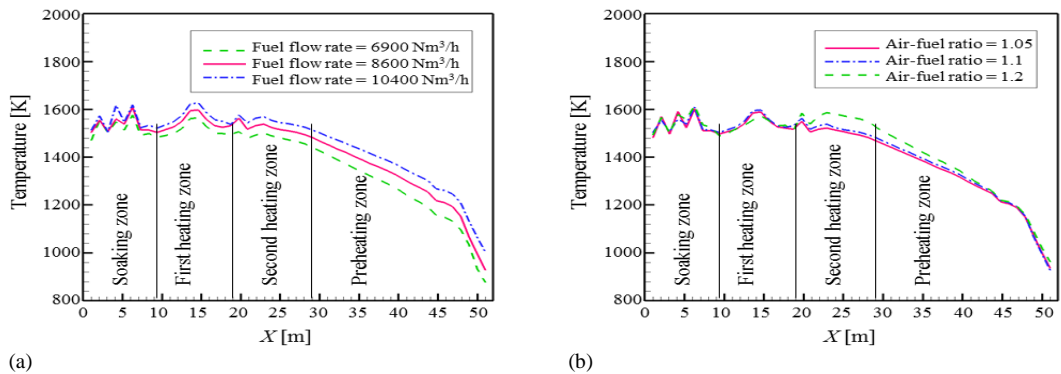 2000
1800
1600
1400
1200
1000
800
Temperature [K]
Fuel flow rate = 6900 Nm³/h
Fuel flow rate = 8600 Nm³/h
Fuel flow rate = 10400 Nm³/h
Soaking zone
First heating zone
Second heating zone
Preheating zone
0 5 10 15 20 25 30 35 40 45 50
X [m]
(a)
2000
1800
1600
1400
1200
1000
800
Temperature [K]
Air-fuel ratio = 1.05
Air-fuel ratio = 1.1
Air-fuel ratio = 1.2
Soaking zone
First heating zone
Second heating zone
Preheating zone
0 5 10 15 20 25 30 35 40 45 50
X [m]
(b)